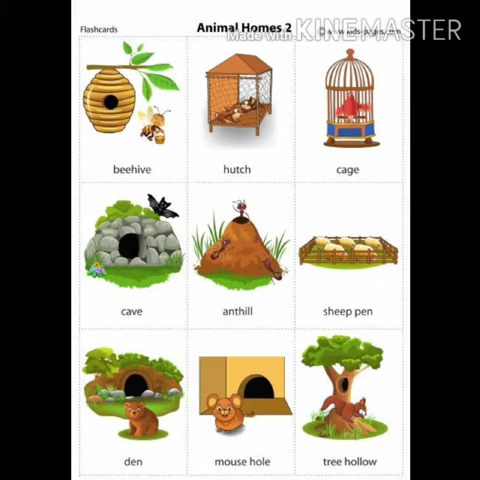 Flashcards
Animal Homes 2
Made with KINEMASTER
beehive
hutch
cage
cave
anthill
sheep pen
den
mouse hole
tree hollow